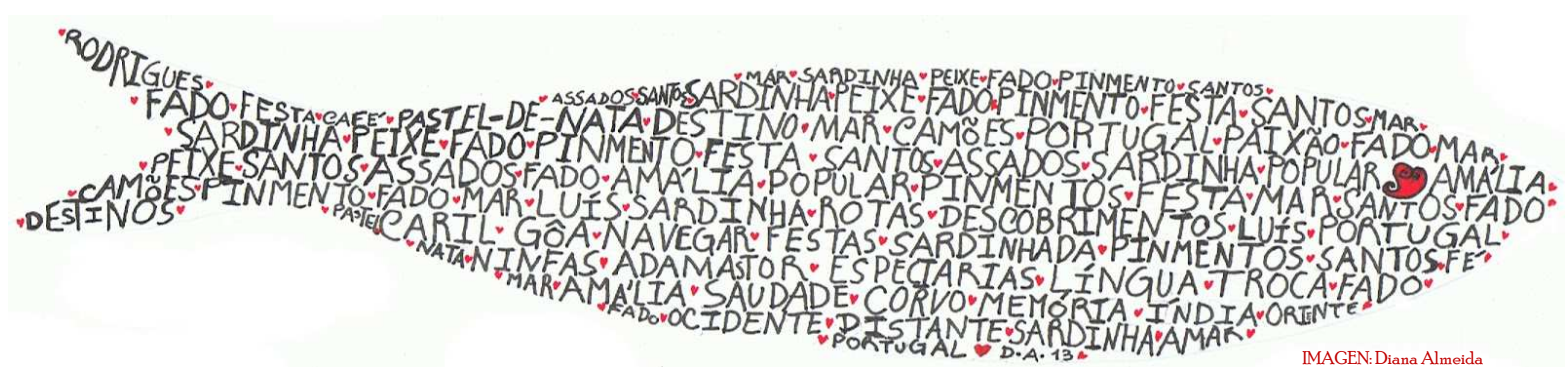 RODRIGUES
MAR SARDINHA PEIXE FADO PINMENTO SANTOS
ASSADOS SANTOS SARDINHA PEIXE FADO PINMENTO FESTA SANTOS MAR
FADO FESTA CAFÉ PASTEL-DE-NATA DESTINO MAR CAMÕES PORTUGAL PAIXÃO FADO MAR
SARDINHA PEIXE FADO PINMENTO FESTA SANTOS ASSADOS SARDINHA POPULAR AMÁLIA
PEIXE SANTOS ASSADOS FADO AMÁLIA POPULAR PINMENTOS FESTA MAR SANTOS FADO
CAMÕES PINMENTO FADO MAR LUÍS SARDINHA ROTAS DESCOBRIMENTOS LUÍS PORTUGAL
DESTINOS
PASTEL CARIL GÔA NAVEGAR FESTAS SARDINHADA PINMENTOS SANTOS FÉ
NATA NINFAS ADAMASTOR ESPECIARIAS LÍNGUA TROCA FADO
MAR AMÁLIA SAUDADE CORVO MEMÓRIA ÍNDIA ORIENTE
FADO OCIDENTE DISTANTE SARDINHA AMAR
PORTUGAL D.A. 13
IMAGEN: Diana Almeida